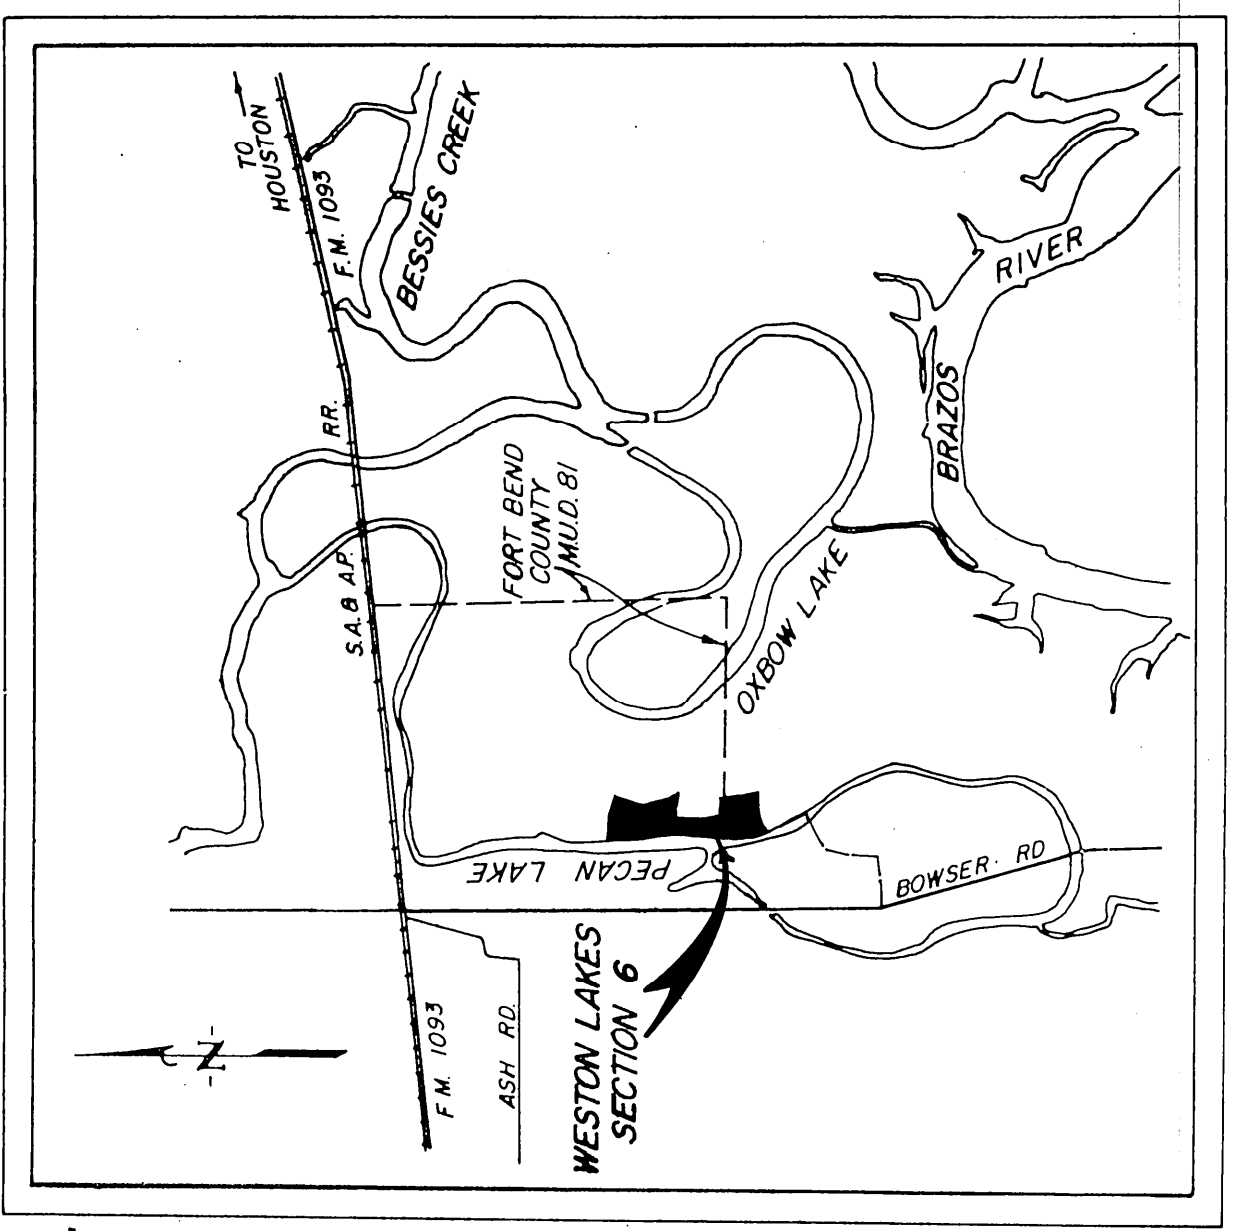 TO
HOUSTON
F.M. 1093
BESSIES CREEK
RIVER
BRAZOS
RR.
S.A. & A.P.
FORT BEND
COUNTY
M.U.D. 81
OXBOW LAKE
PECAN LAKE
BOWSER RD
WESTON LAKES
SECTION 6
F.M. 1093
ASH RD.
N